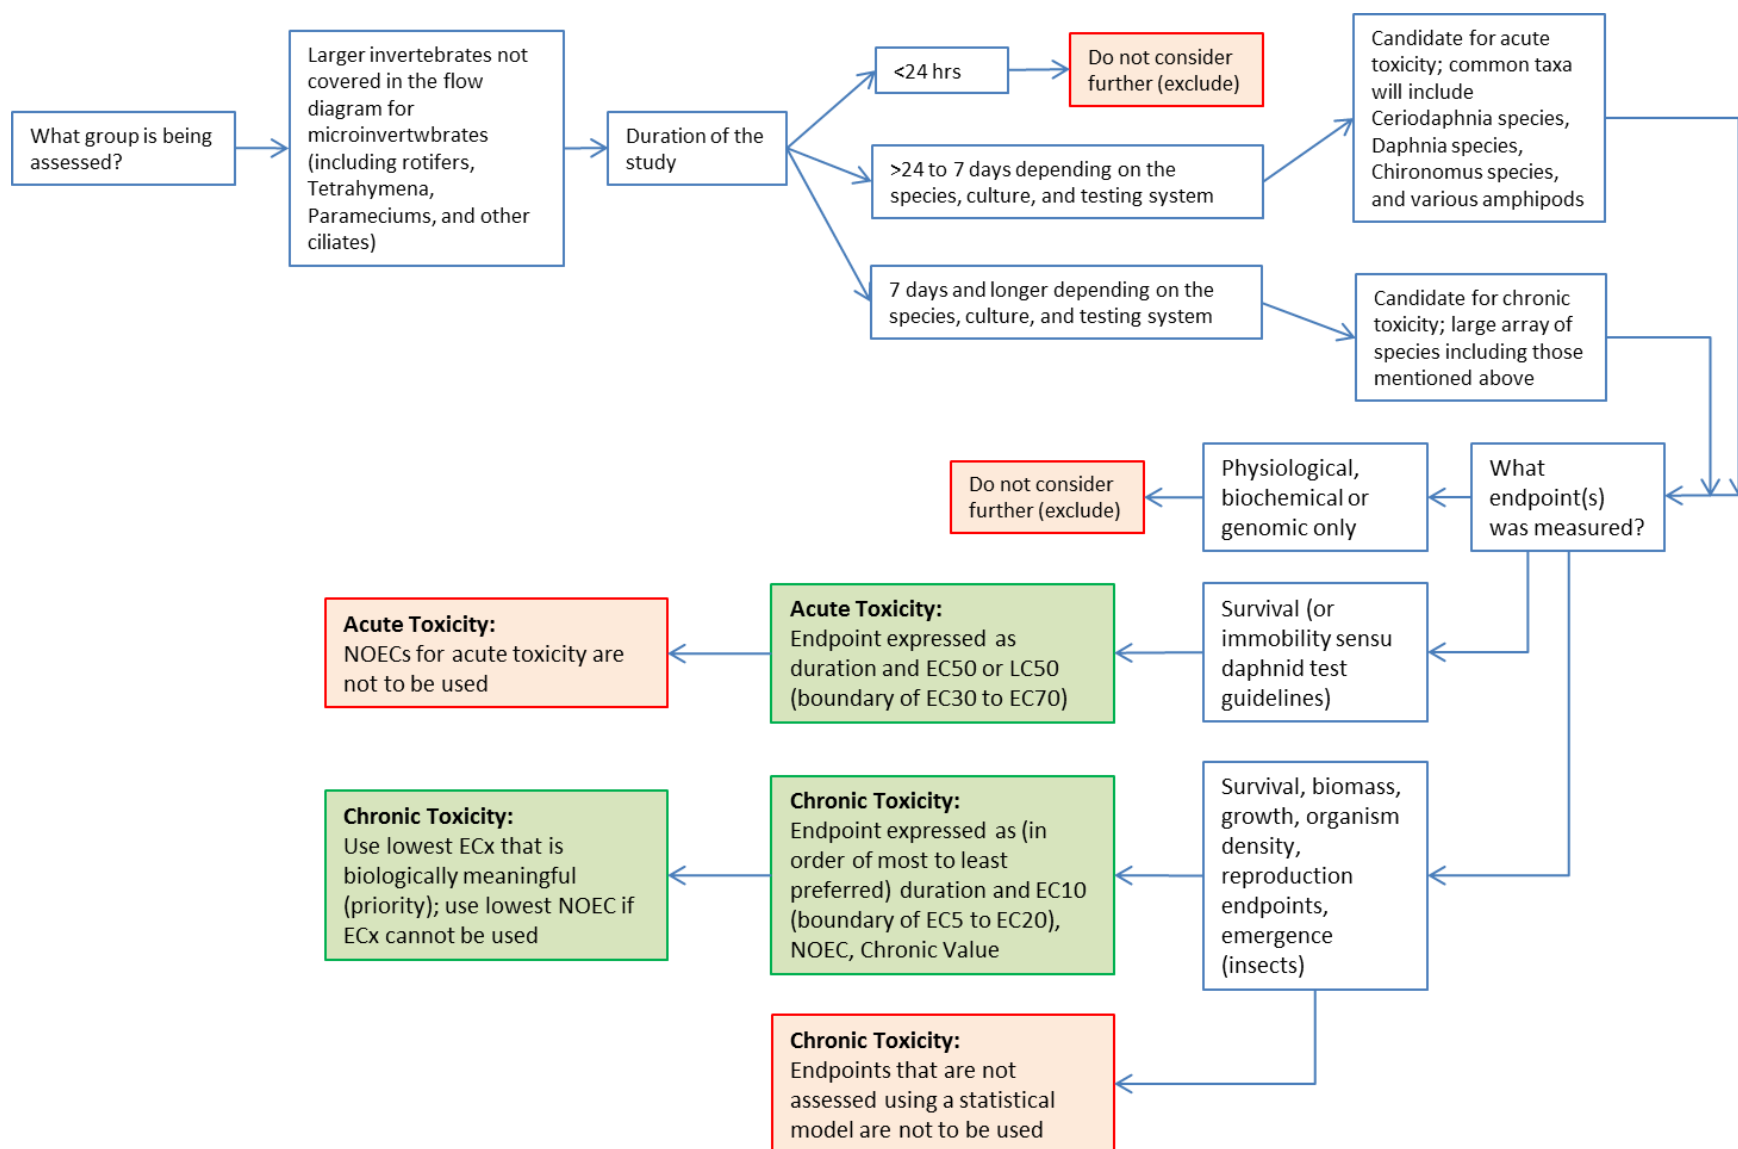 What group is being
assessed?
Larger invertebrates not
covered in the flow
diagram for
microinvertwbrates
(including rotifers,
Tetrahymena,
Parameciums, and other
ciliates)
Duration of the
study
<24 hrs
Do not consider
further (exclude)
>24 to 7 days depending on the
species, culture, and testing system
Candidate for acute
toxicity; common taxa
will include
Ceriodaphnia species,
Daphnia species,
Chironomus species,
and various amphipods
7 days and longer depending on the
species, culture, and testing system
Candidate for chronic
toxicity; large array of
species including those
mentioned above
What
endpoint(s)
was measured?
Physiological,
biochemical or
genomic only
Do not consider
further (exclude)
Survival (or
immobility sensu
daphnid test
guidelines)
Acute Toxicity:
Endpoint expressed as
duration and EC50 or LC50
(boundary of EC30 to EC70)
Acute Toxicity:
NOECs for acute toxicity are
not to be used
Survival, biomass,
growth, organism
density,
reproduction
endpoints,
emergence
(insects)
Chronic Toxicity:
Endpoint expressed as (in
order of most to least
preferred) duration and EC10
(boundary of EC5 to EC20),
NOEC, Chronic Value
Chronic Toxicity:
Use lowest ECx that is
biologically meaningful
(priority); use lowest NOEC if
ECx cannot be used
Chronic Toxicity:
Endpoints that are not
assessed using a statistical
model are not to be used